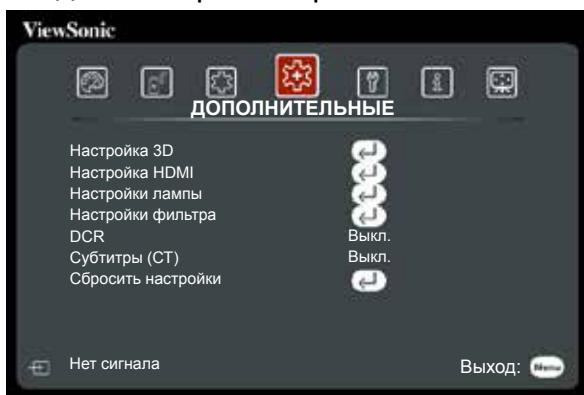 ViewSonic
ДОПОЛНИТЕЛЬНЫЕ
Настройка 3D
Настройка HDMI
Настройки лампы
Настройки фильтра
DCR Выкл.
Субтитры (CT) Выкл.
Сбросить настройки
Нет сигнала Выход: Menu